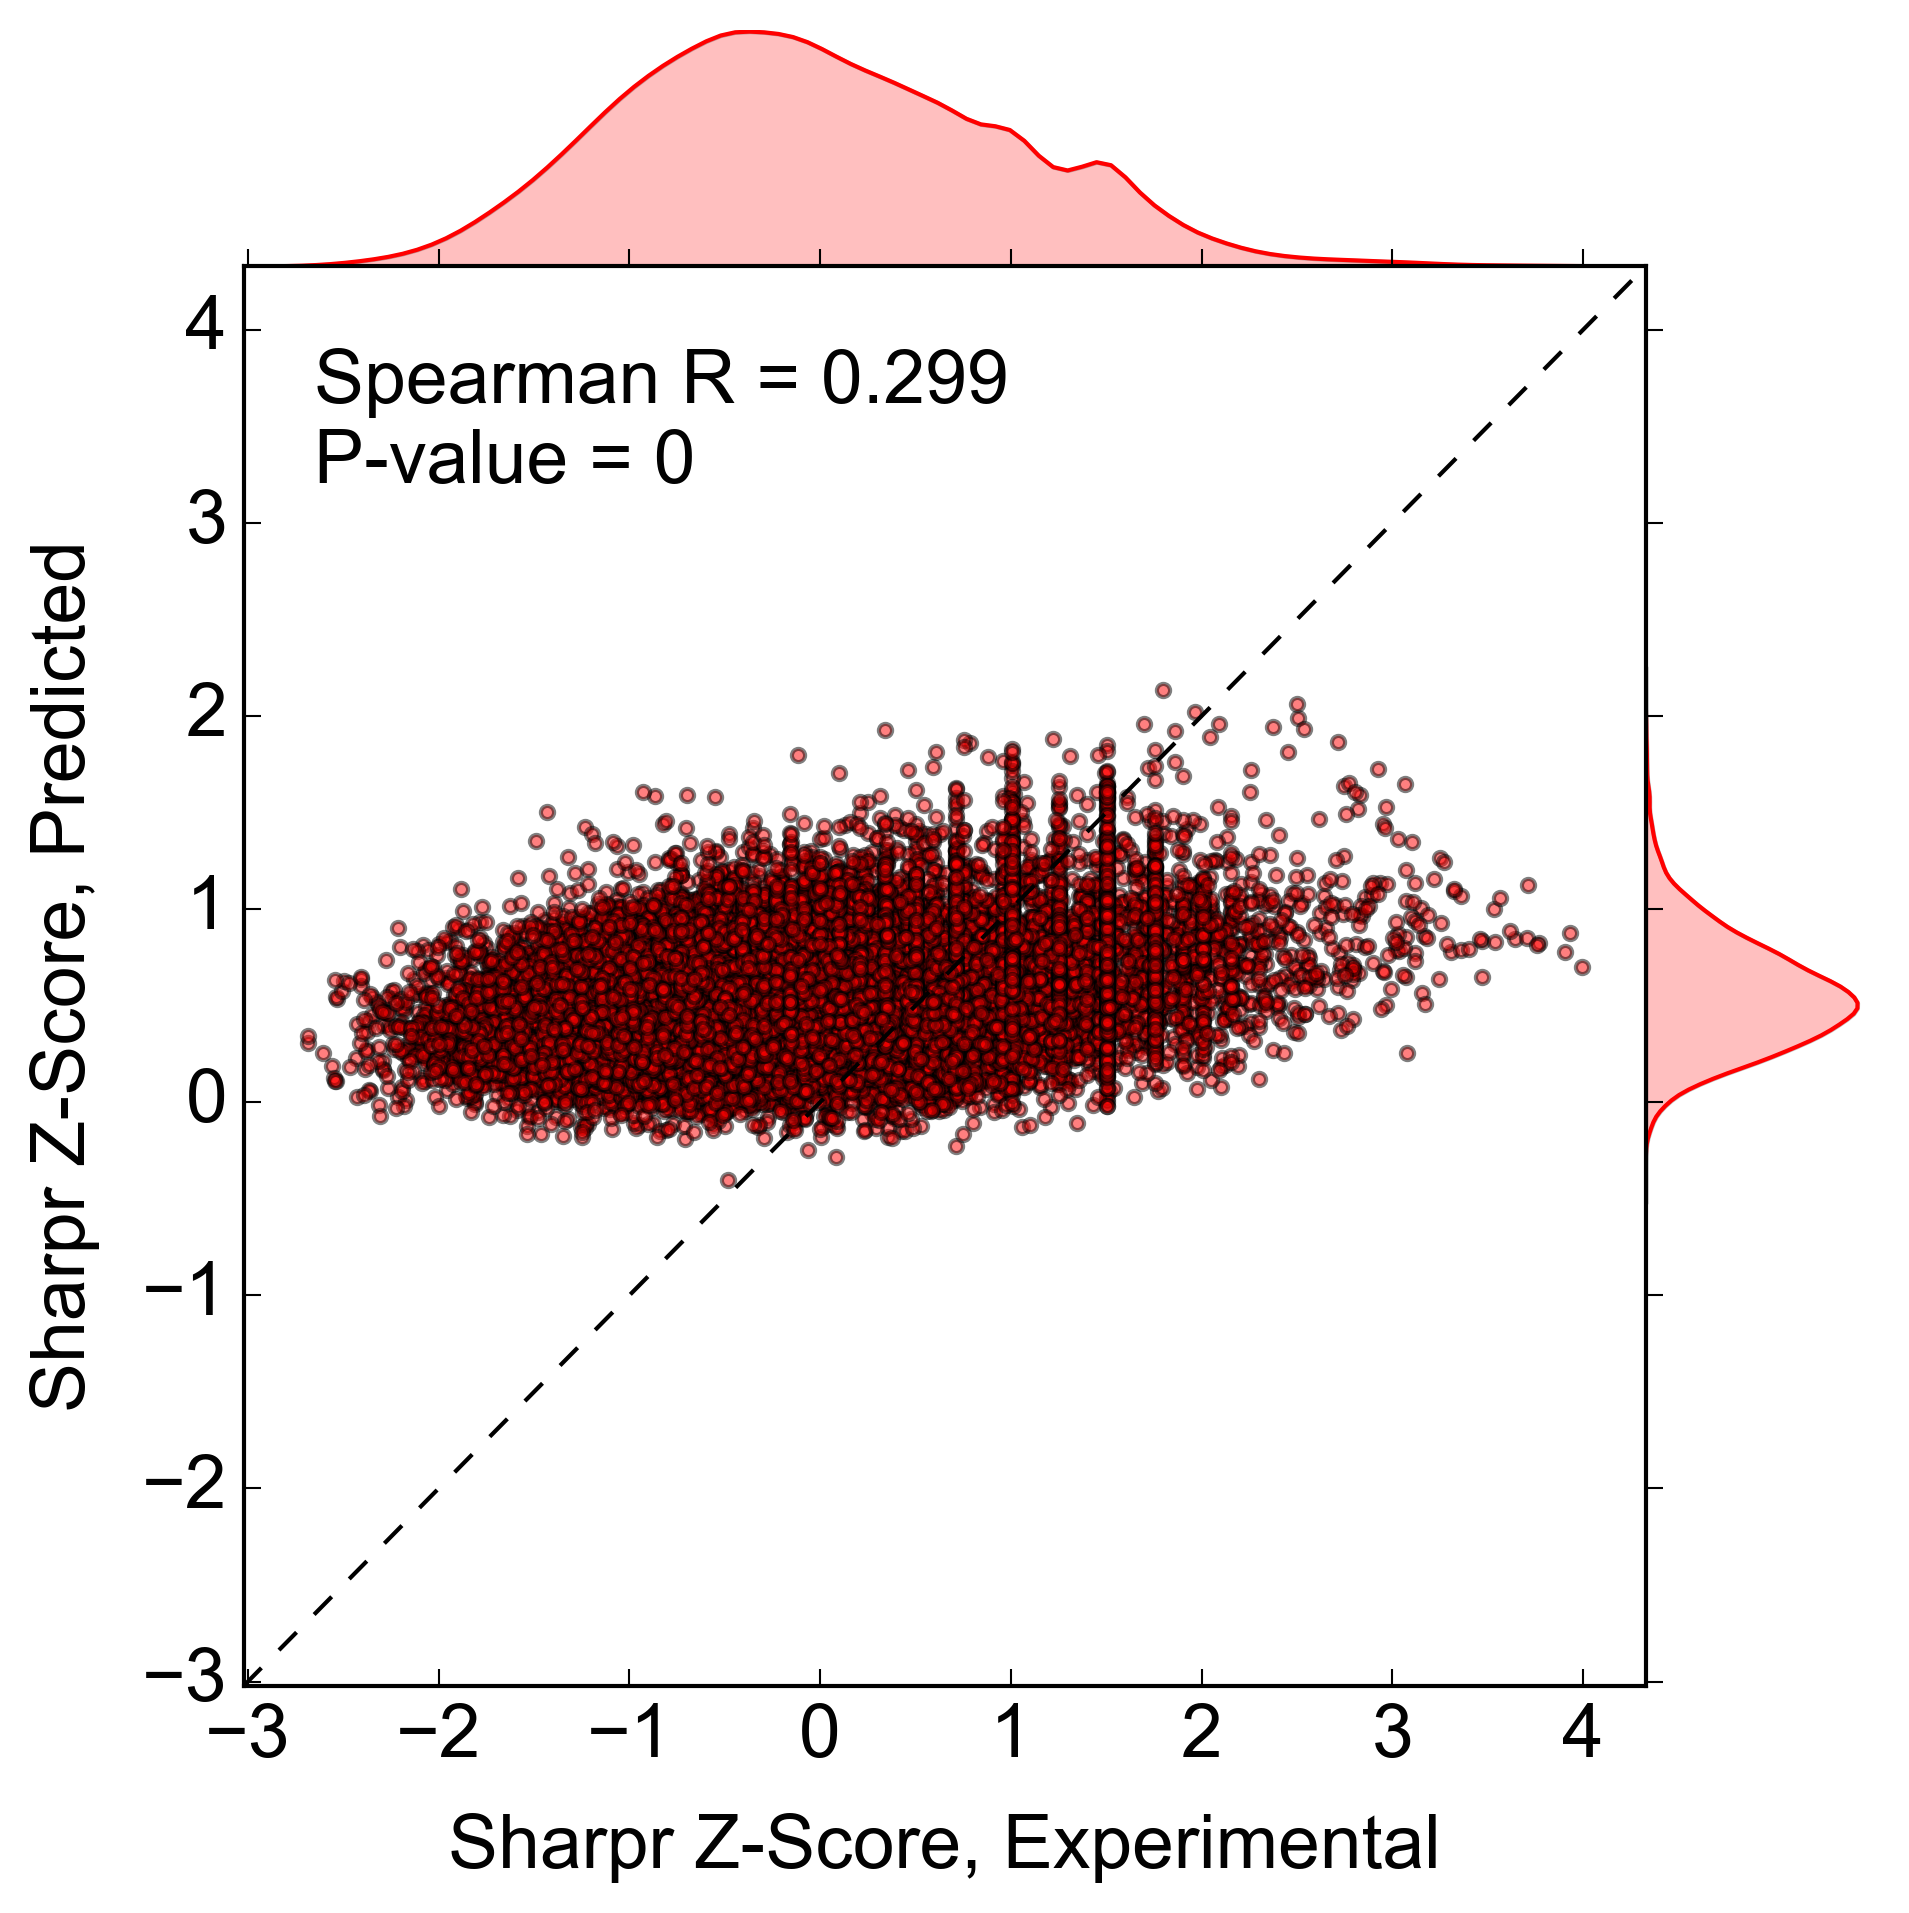 Spearman R = 0.299
P-value = 0
4
3
2
1
0
−1
−2
−3
Sharpr Z-Score, Predicted
−3 −2 −1 0 1 2 3 4
Sharpr Z-Score, Experimental